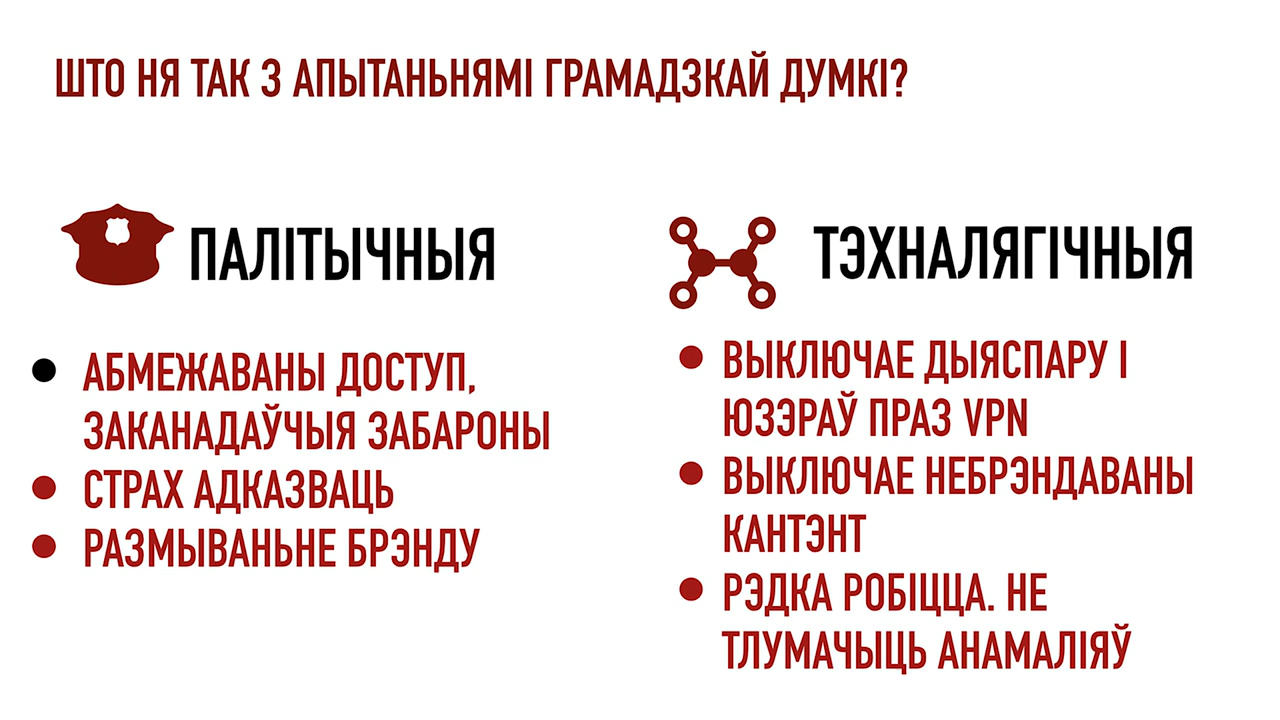 ШТО НЯ ТАК З АПЫТАНЬНЯМІ ГРАМАДЗКАЙ ДУМКІ?
ПАЛІТЫЧНЫЯ
АБМЕЖАВАНЫ ДОСТУП,
ЗАКАНАДАЎЧЫЯ ЗАБАРОНЫ
СТРАХ АДКАЗВАЦЬ
РАЗМЫВАНЬНЕ БРЭНДУ
ТЭХНАЛЯГІЧНЫЯ
ВЫКЛЮЧАЕ ДЫЯСПАРУ І
ЮЗЭРАЎ ПРАЗ VPN
ВЫКЛЮЧАЕ НЕБРЭНДАВАНЫ
КАНТЭНТ
РЭДКА РОБІЦЦА. НЕ
ТЛУМАЧЫЦЬ АНАМАЛІЯЎ